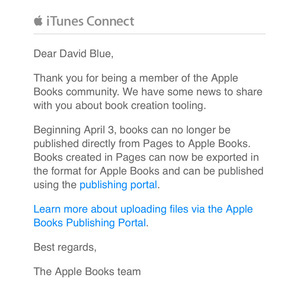 iTunes Connect
Dear David Blue,
Thank you for being a member of the Apple
Books community. We have some news to share
with you about book creation tooling.
Beginning April 3, books can no longer be
published directly from Pages to Apple Books.
Books created in Pages can now be exported in
the format for Apple Books and can be published
using the publishing portal.
Learn more about uploading files via the Apple
Books Publishing Portal.
Best regards,
The Apple Books team